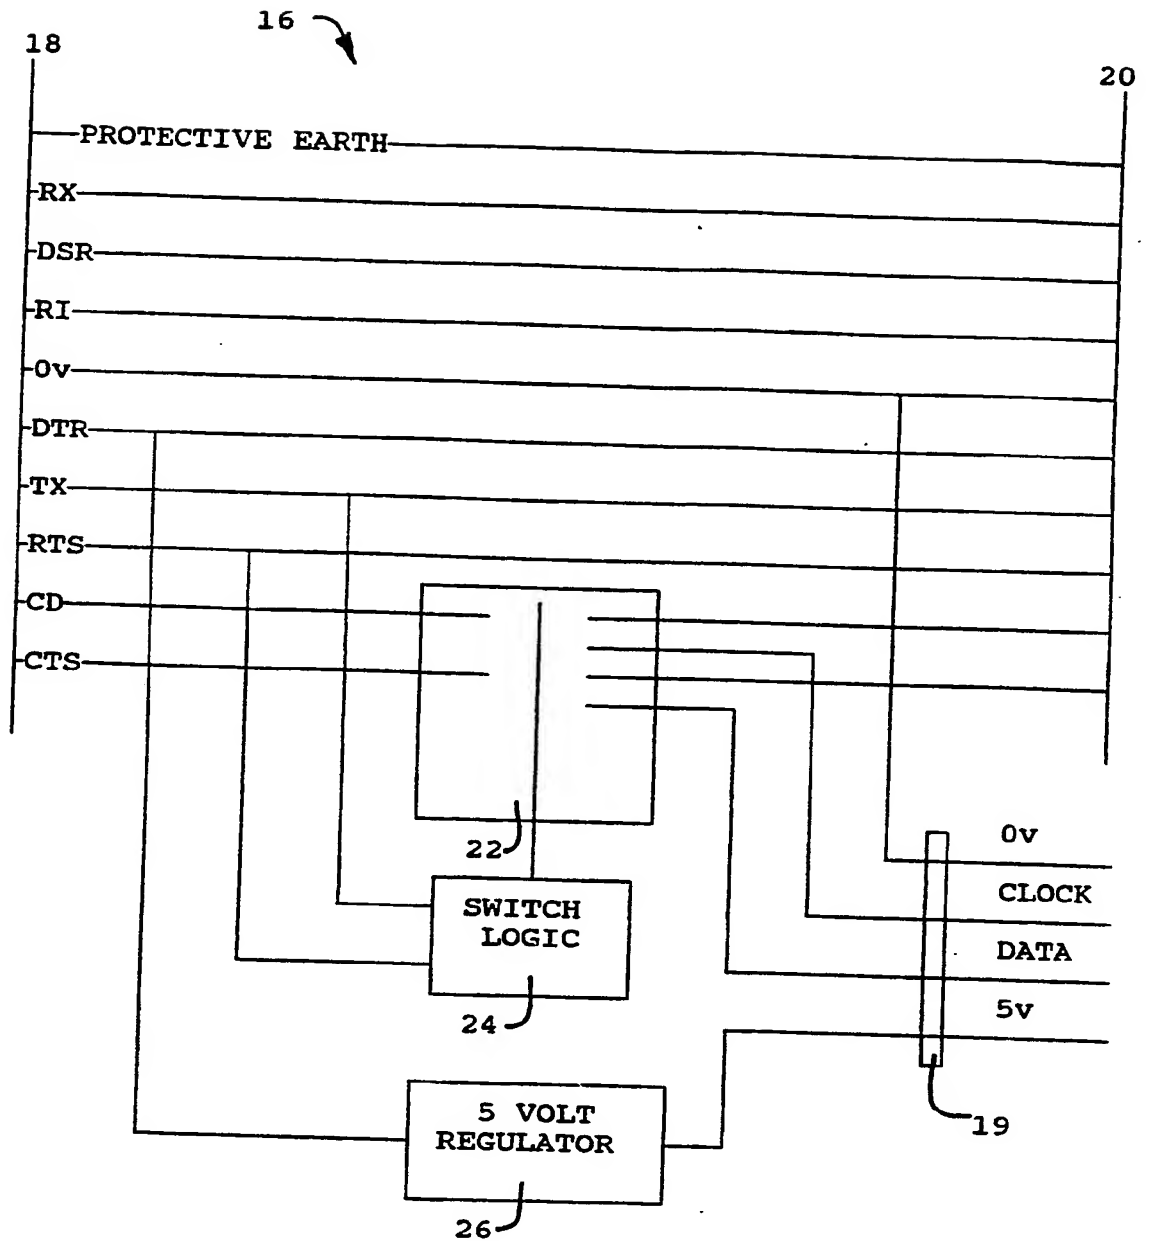 16
18
20
PROTECTIVE EARTH
RX
DSR
RI
0v
DTR
TX
RTS
CD
CTS
22
0v
CLOCK
SWITCH
LOGIC
DATA
24
5v
5 VOLT
REGULATOR
19
26